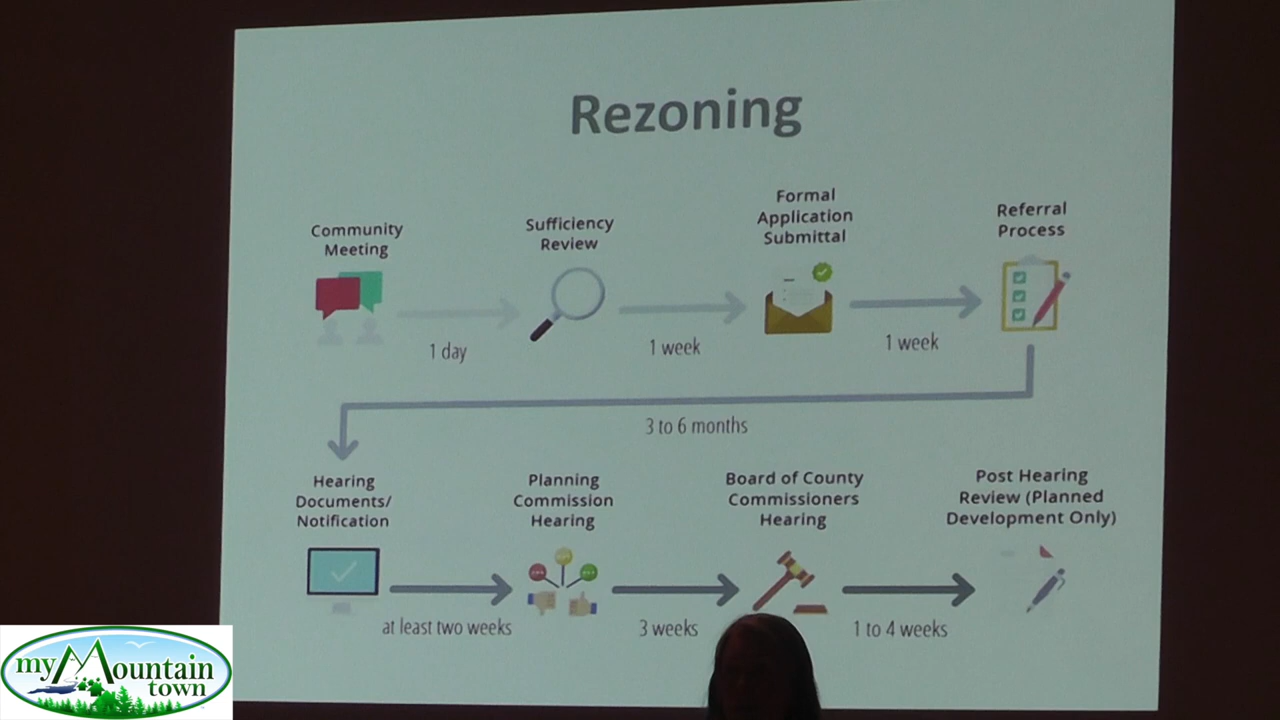 Rezoning
Community
Meeting
Sufficiency
Review
Formal
Application
Submittal
Referral
Process
1 day
1 week
1 week
3 to 6 months
Hearing
Documents/
Notification
Planning
Commission
Hearing
Board of County
Commissioners
Hearing
Post Hearing
Review (Planned
Development Only)
at least two weeks
3 weeks
1 to 4 weeks
my Mountain
town